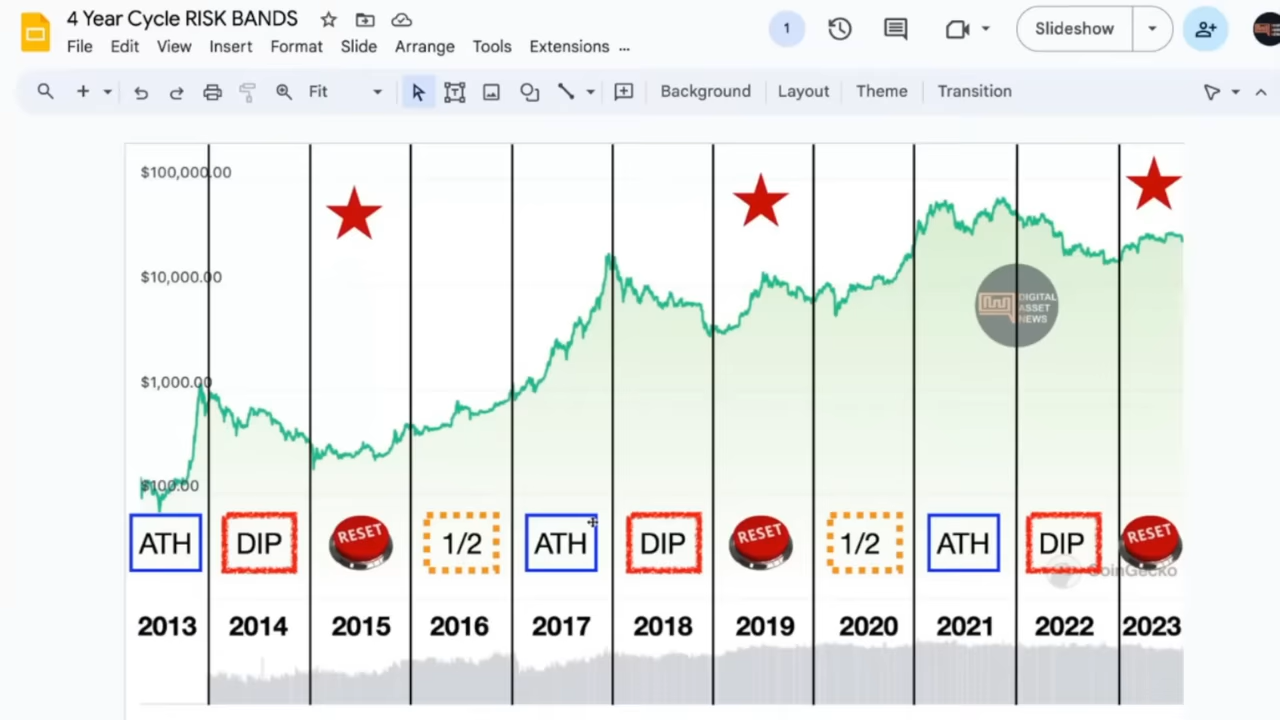 4 Year Cycle RISK BANDS
File Edit View Insert Format Slide Arrange Tools Extensions ...
1
Slideshow
Fit
Background Layout Theme Transition
$100,000.00
$10,000.00
$1,000.00
$100.00
DIGITAL
ASSET
NEWS
ATH DIP RESET 1/2 ATH DIP RESET 1/2 ATH DIP RESET
CoinGecko
2013 2014 2015 2016 2017 2018 2019 2020 2021 2022 2023